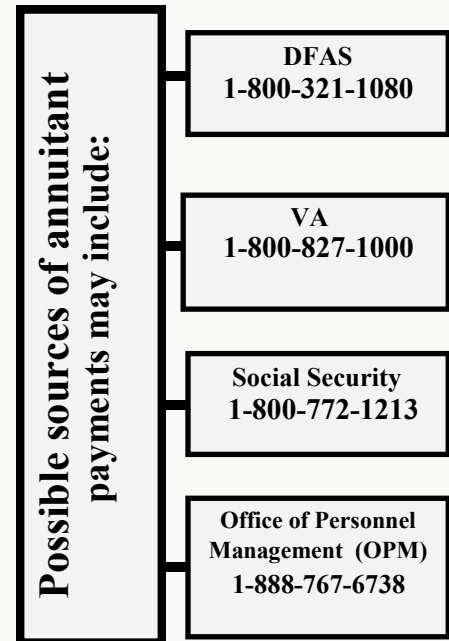 Possible sources of annuitant
payments may include:
DFAS
1-800-321-1080
VA
1-800-827-1000
Social Security
1-800-772-1213
Office of Personnel
Management (OPM)
1-888-767-6738